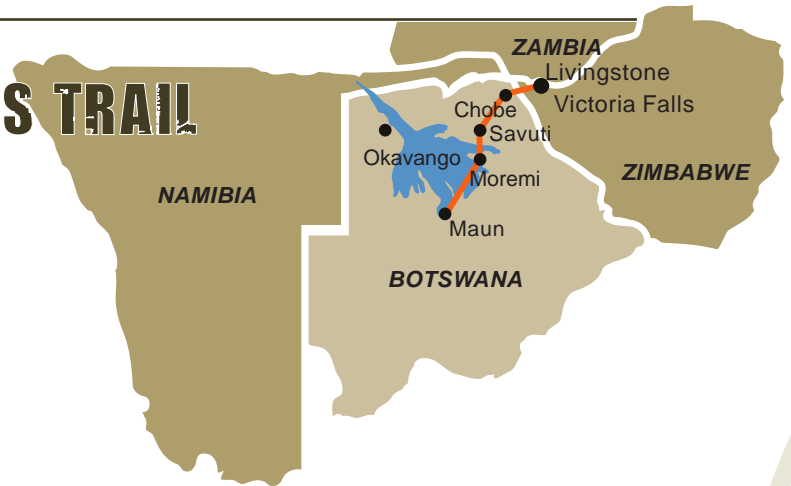 ZAMBIA
Livingstone
S TRAIL
Chobe
Victoria Falls
Savuti
Okavango
Moremi
ZIMBABWE
NAMIBIA
Maun
BOTSWANA